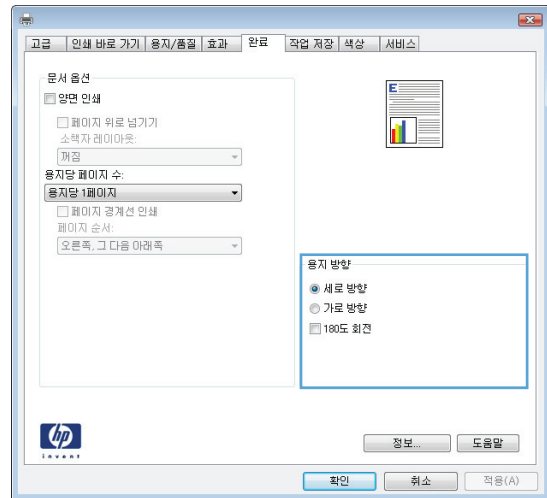 고급 인쇄 바로 가기 용지/품질 효과 완료 작업 저장 색상 서비스
문서 옵션
양면 인쇄
페이지 위로 넘기기
소책자 레이아웃:
꺼짐
용지당 페이지 수:
용지당 1페이지
페이지 경계선 인쇄
페이지 순서:
오른쪽, 그 다음 아래쪽
E
용지 방향
세로 방향
가로 방향
180도 회전
hp
invent
정보... 도움말
확인 취소 적용(A)